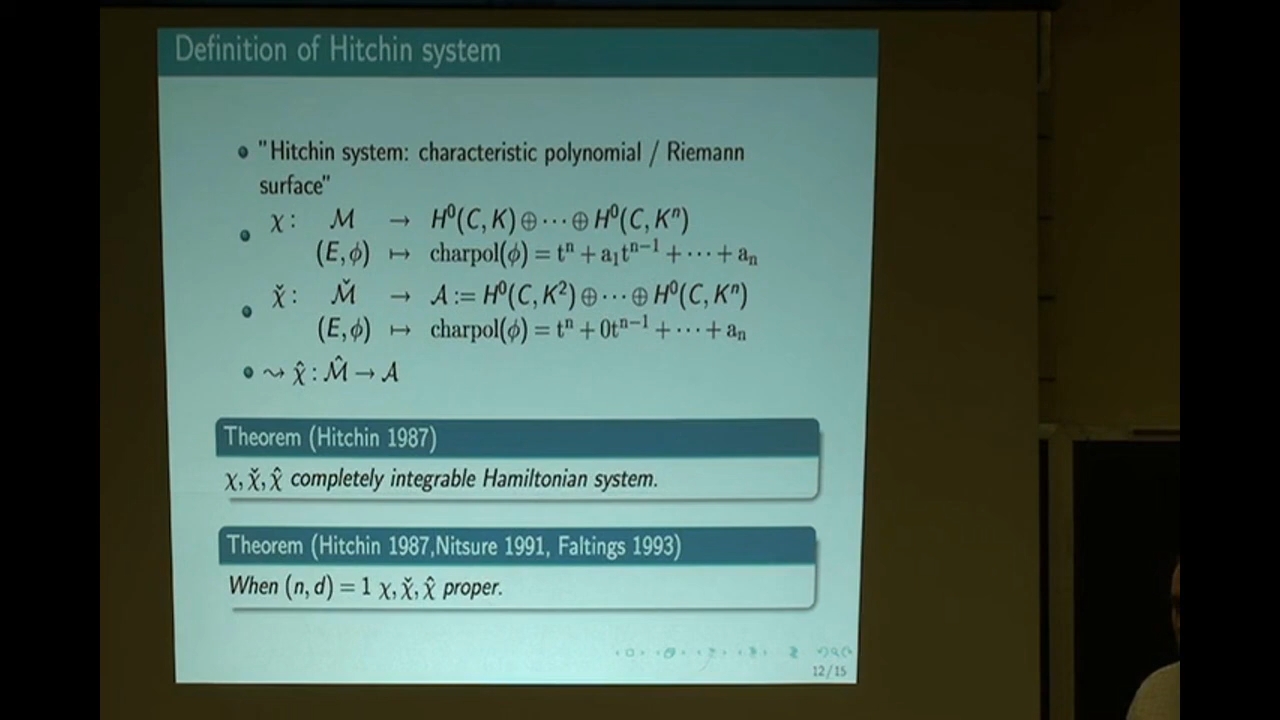 Definition of Hitchin system
"Hitchin system: characteristic polynomial / Riemann
surface"
χ : ℳ → H⁰(C, K) ⊕ ··· ⊕ H⁰(C, Kⁿ)
(E, ϕ) ↦ charpol(ϕ) = tⁿ + a₁tⁿ⁻¹ + ··· + aₙ
χ̌ : ℳ̌ → 𝒜 := H⁰(C, K²) ⊕ ··· ⊕ H⁰(C, Kⁿ)
(E, ϕ) ↦ charpol(ϕ) = tⁿ + 0tⁿ⁻¹ + ··· + aₙ
⇝ χ̂ : ℳ̂ → 𝒜
Theorem (Hitchin 1987)
χ, χ̌, χ̂ completely integrable Hamiltonian system.
Theorem (Hitchin 1987,Nitsure 1991, Faltings 1993)
When (n, d) = 1 χ, χ̌, χ̂ proper.
12/15